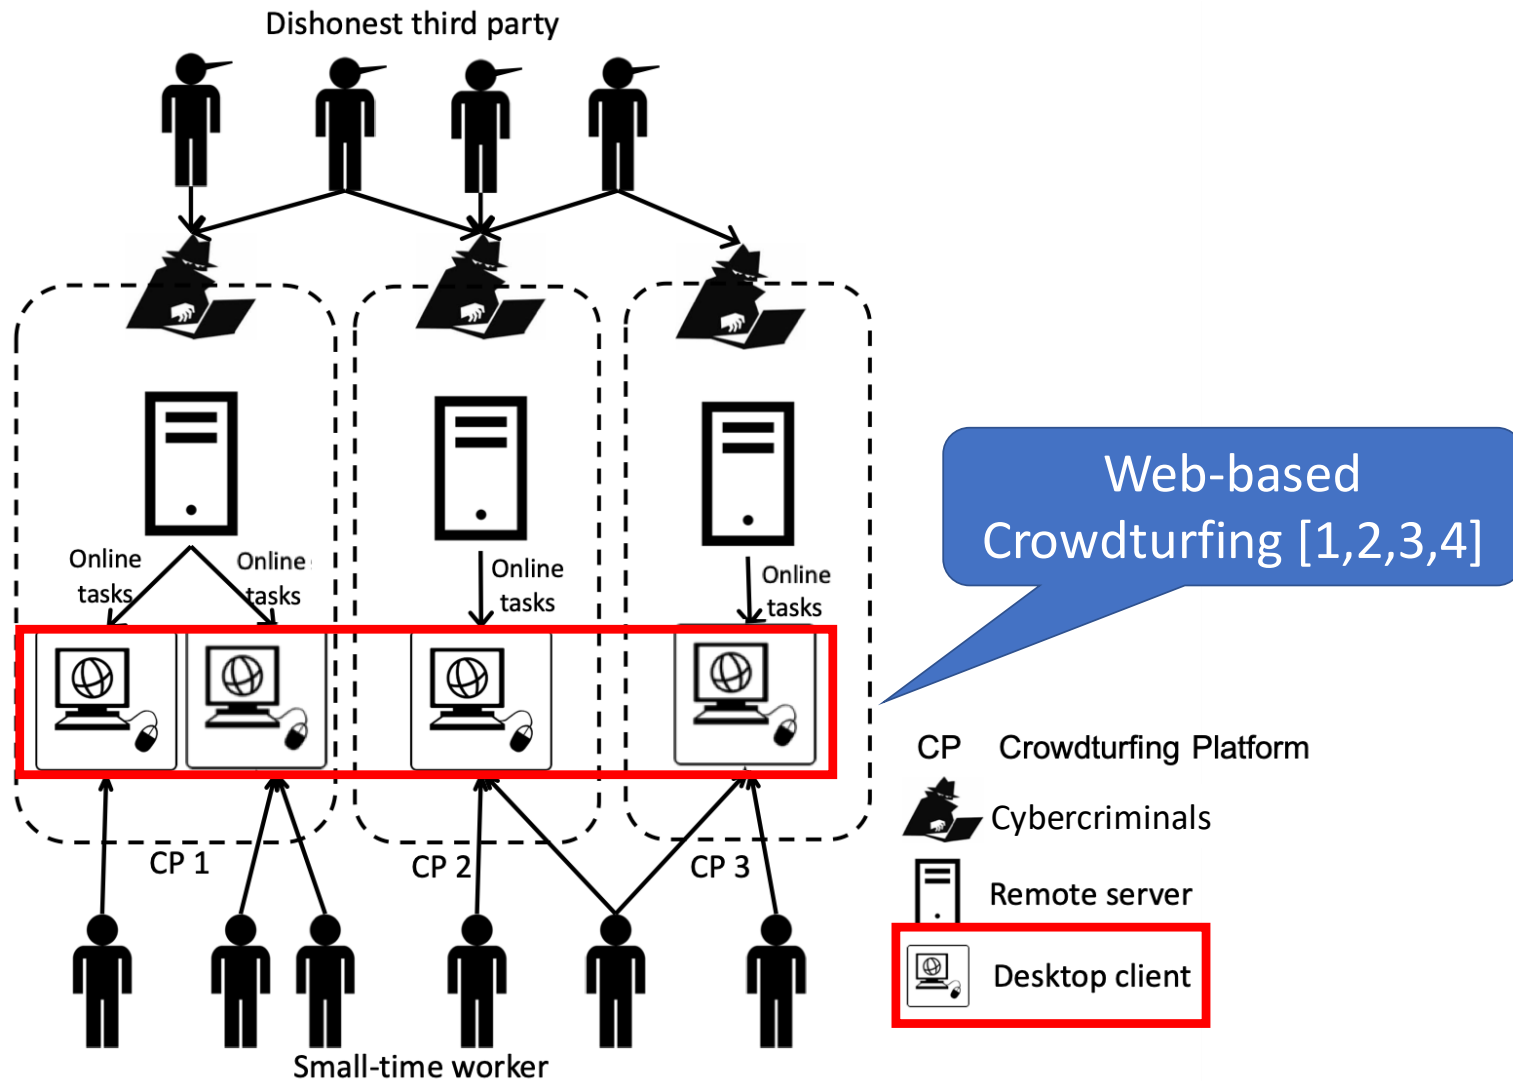 Dishonest third party
Online
tasks
Online
tasks
Online
tasks
Online
tasks
Web-based
Crowdturfing [1,2,3,4]
CP 1
CP 2
CP 3
CP Crowdturfing Platform
Cybercriminals
Remote server
Desktop client
Small-time worker